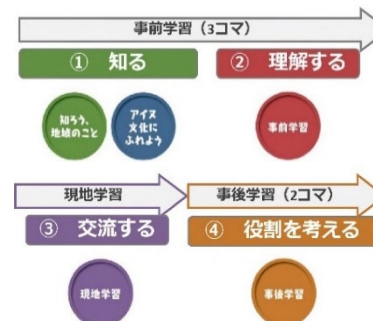 事前学習（3コマ）
① 知る
② 理解する
知ろう、
地域のこと
アイヌ
文化に
ふれよう
事前学習
現地学習
事後学習（2コマ）
③ 交流する
④ 役割を考える
現地学習
事後学習